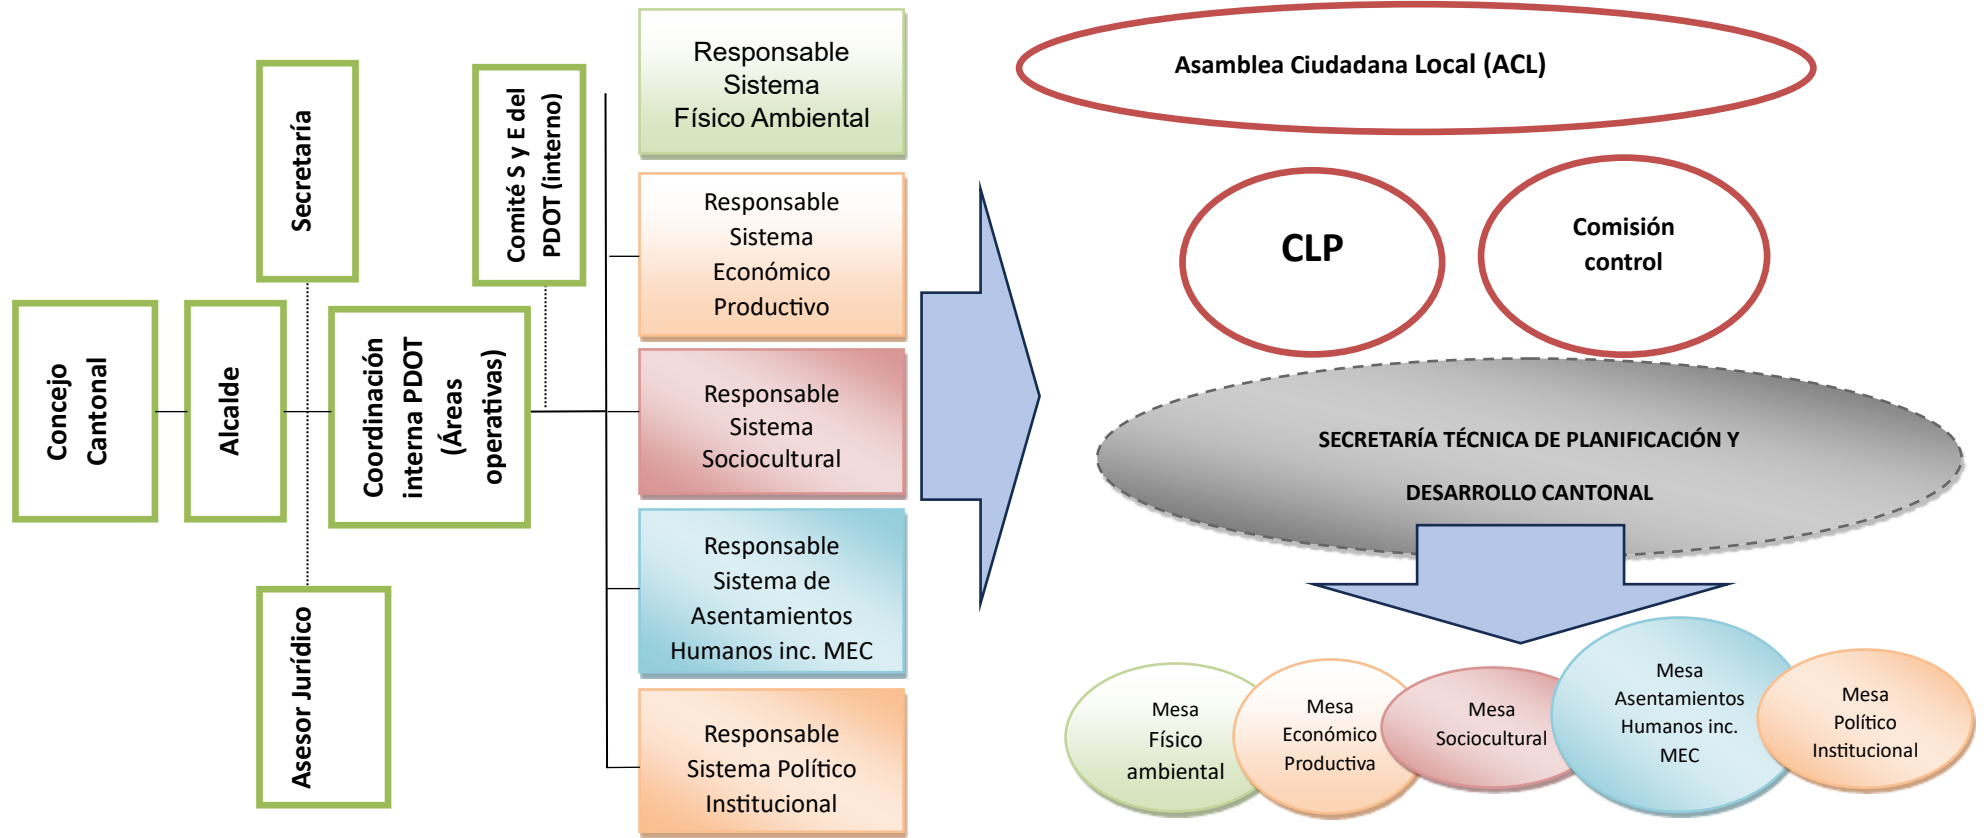 Concejo
Cantonal
Alcalde
Secretaría
Asesor Jurídico
Coordinación
interna PDOT
(Áreas
operativas)
Comité S y E del
PDOT (interno)
Responsable
Sistema
Físico Ambiental
Responsable
Sistema
Económico
Productivo
Responsable
Sistema
Sociocultural
Responsable
Sistema de
Asentamientos
Humanos inc. MEC
Responsable
Sistema Político
Institucional
Asamblea Ciudadana Local (ACL)
CLP
Comisión
control
SECRETARÍA TÉCNICA DE PLANIFICACIÓN Y
DESARROLLO CANTONAL
Mesa
Físico
ambiental
Mesa
Económico
Productiva
Mesa
Sociocultural
Mesa
Asentamientos
Humanos inc.
MEC
Mesa
Político
Institucional